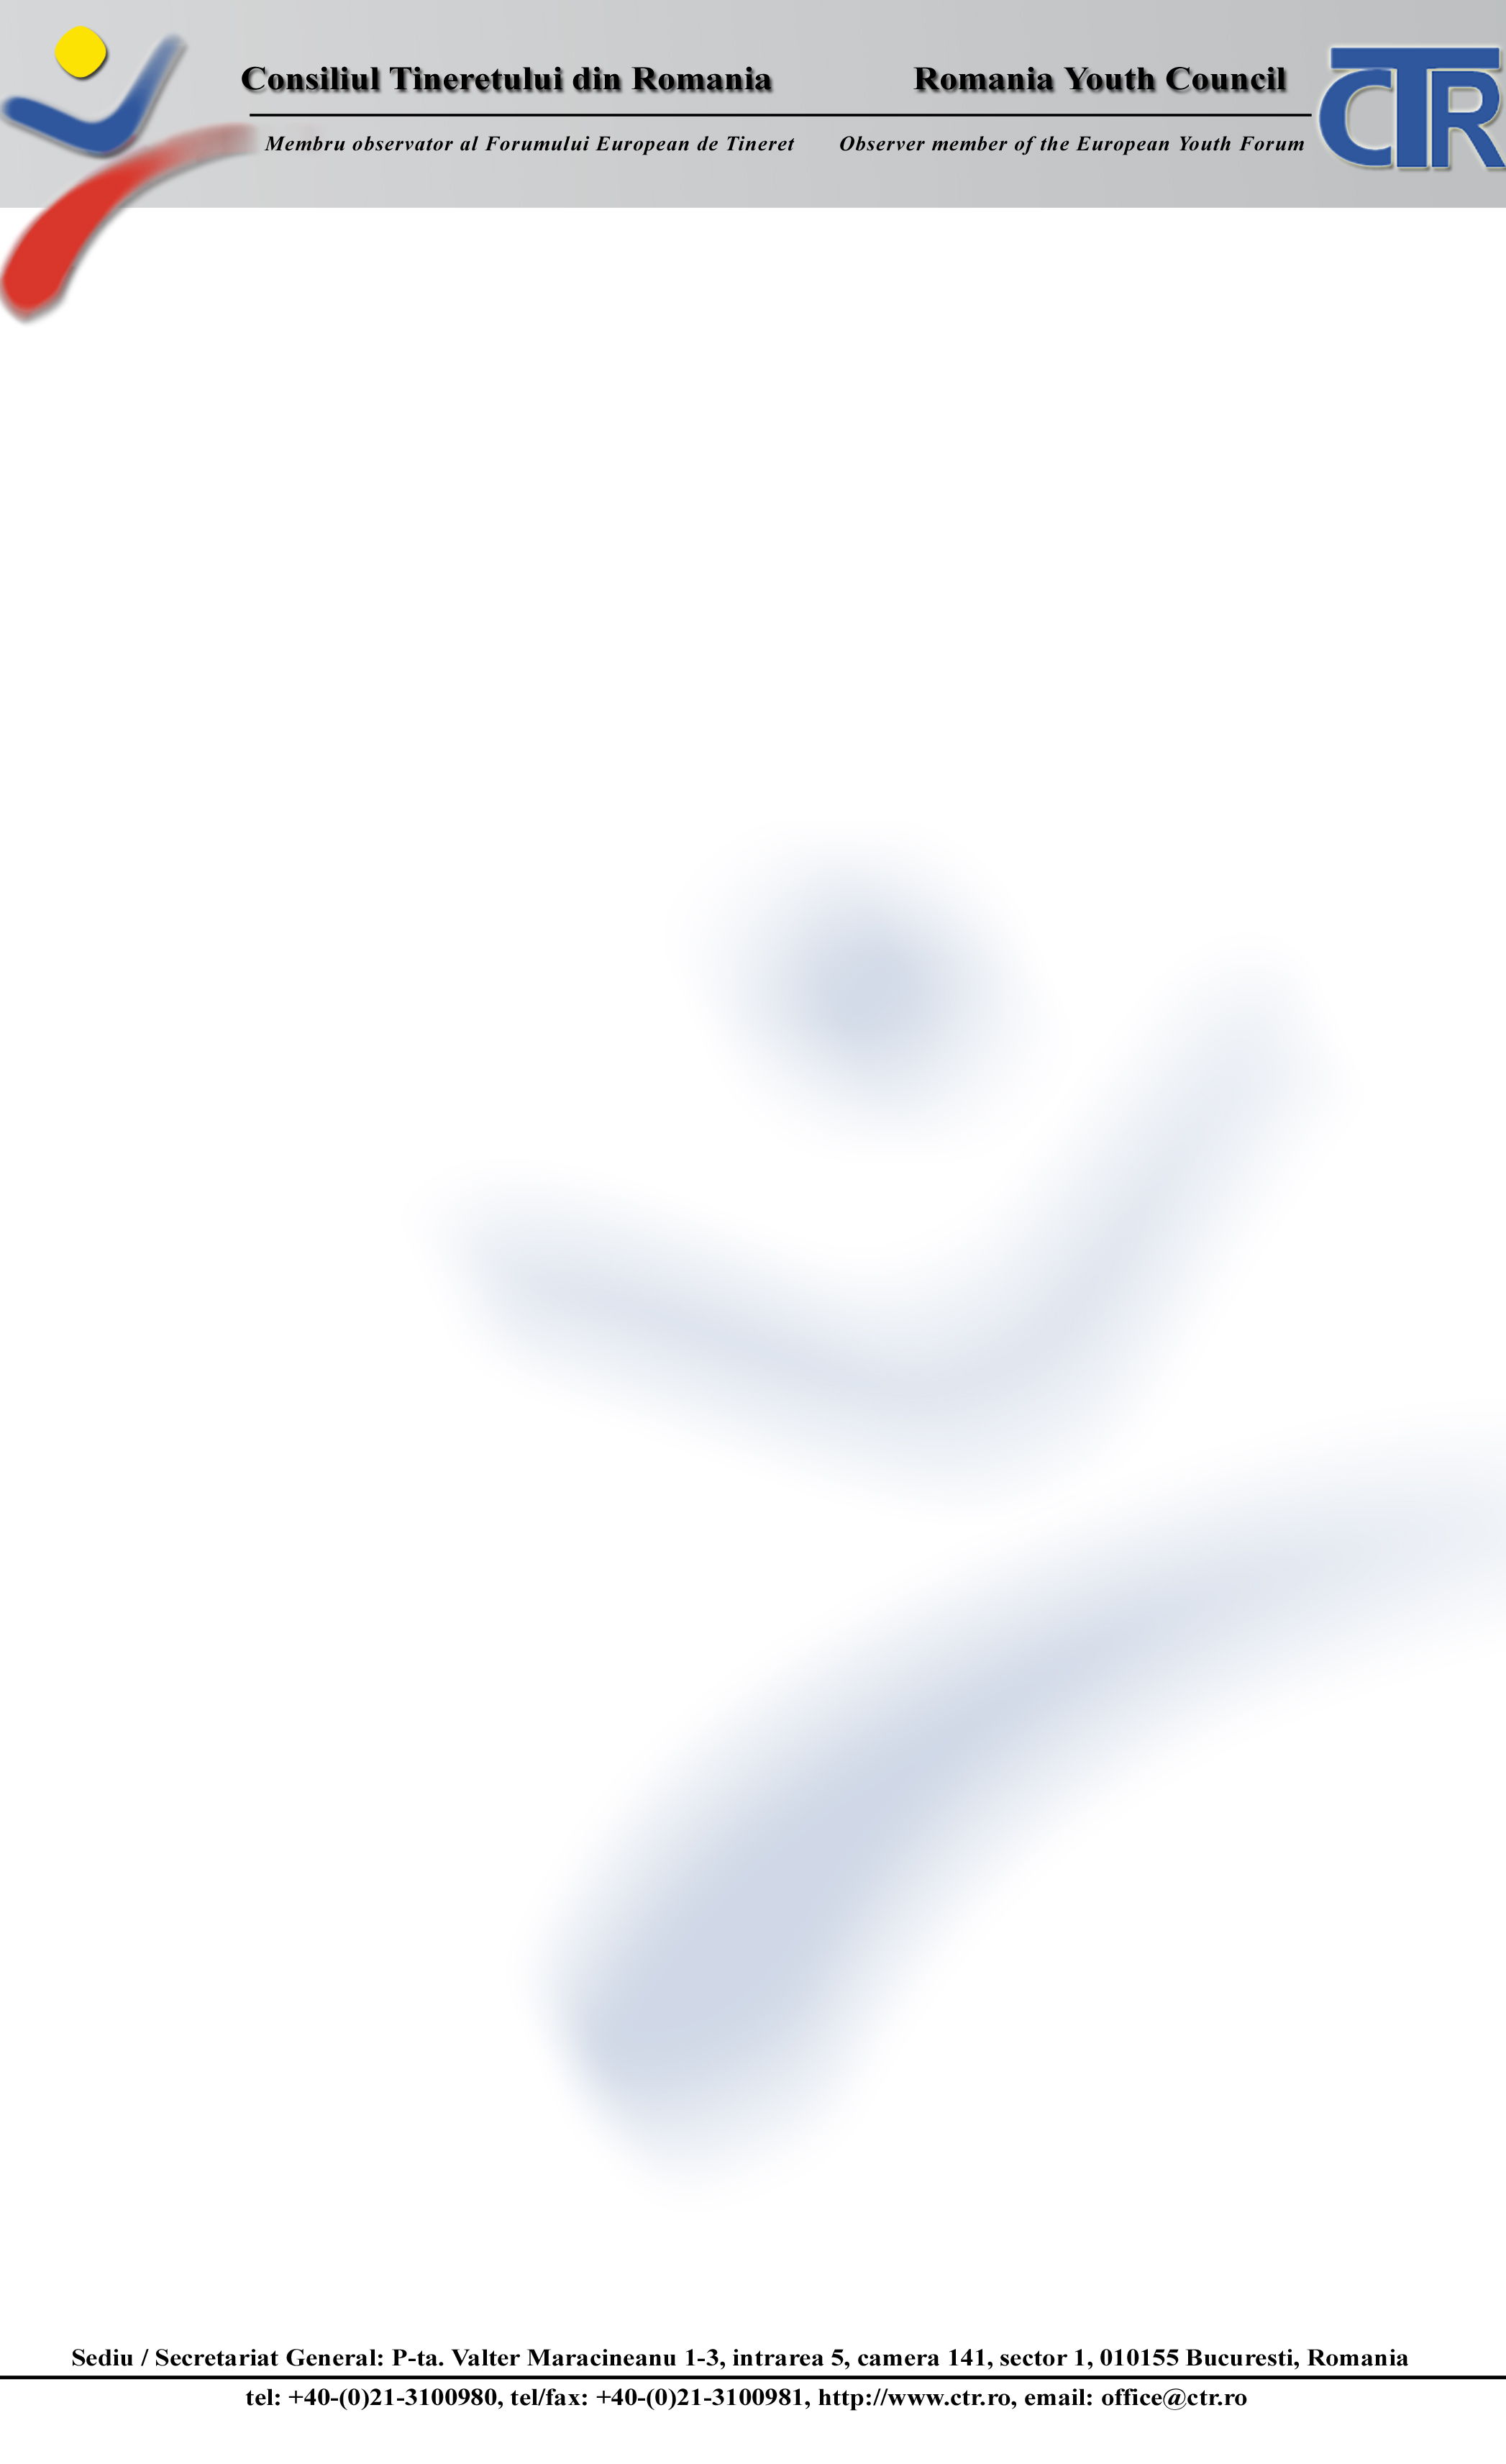 Consiliul Tineretului din Romania Romania Youth Council
CTR
Membru observator al Forumului European de Tineret Observer member of the European Youth Forum
Sediu / Secretariat General: P-ta. Valter Maracineanu 1-3, intrarea 5, camera 141, sector 1, 010155 Bucuresti, Romania
tel: +40-(0)21-3100980, tel/fax: +40-(0)21-3100981, http://www.ctr.ro, email: office@ctr.ro